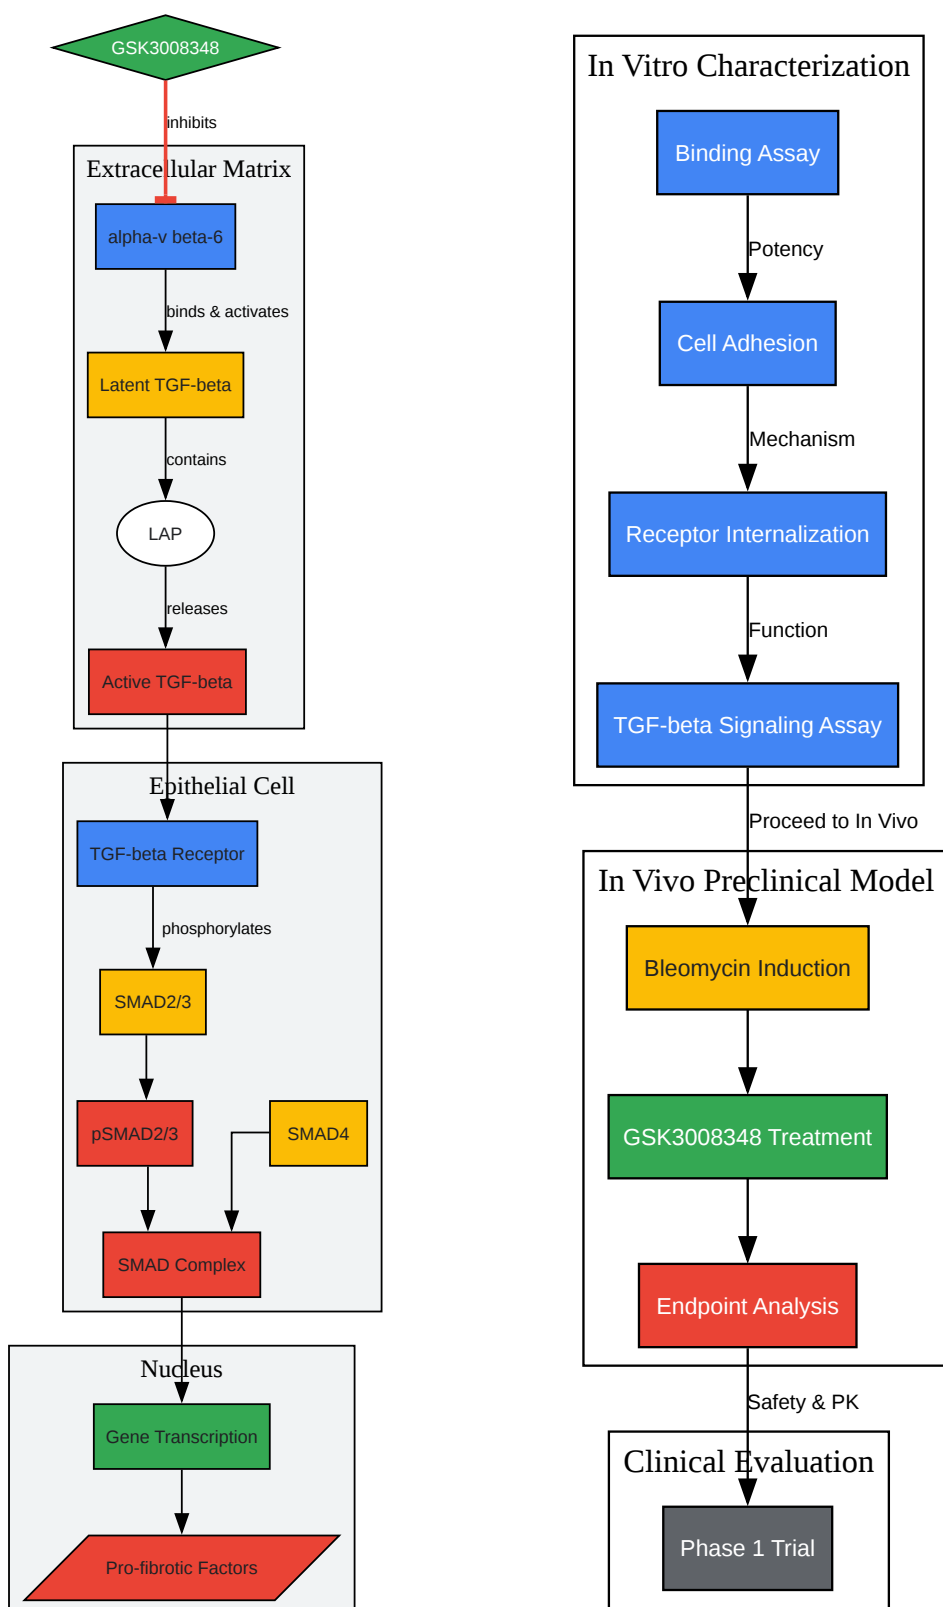 GSK3008348
inhibits
Extracellular Matrix
alpha-v beta-6
binds & activates
Latent TGF-beta
contains
LAP
releases
Active TGF-beta
Epithelial Cell
TGF-beta Receptor
phosphorylates
SMAD2/3
pSMAD2/3
SMAD4
SMAD Complex
Nucleus
Gene Transcription
Pro-fibrotic Factors
In Vitro Characterization
Binding Assay
Potency
Cell Adhesion
Mechanism
Receptor Internalization
Function
TGF-beta Signaling Assay
Proceed to In Vivo
In Vivo Preclinical Model
Bleomycin Induction
GSK3008348 Treatment
Endpoint Analysis
Safety & PK
Clinical Evaluation
Phase 1 Trial